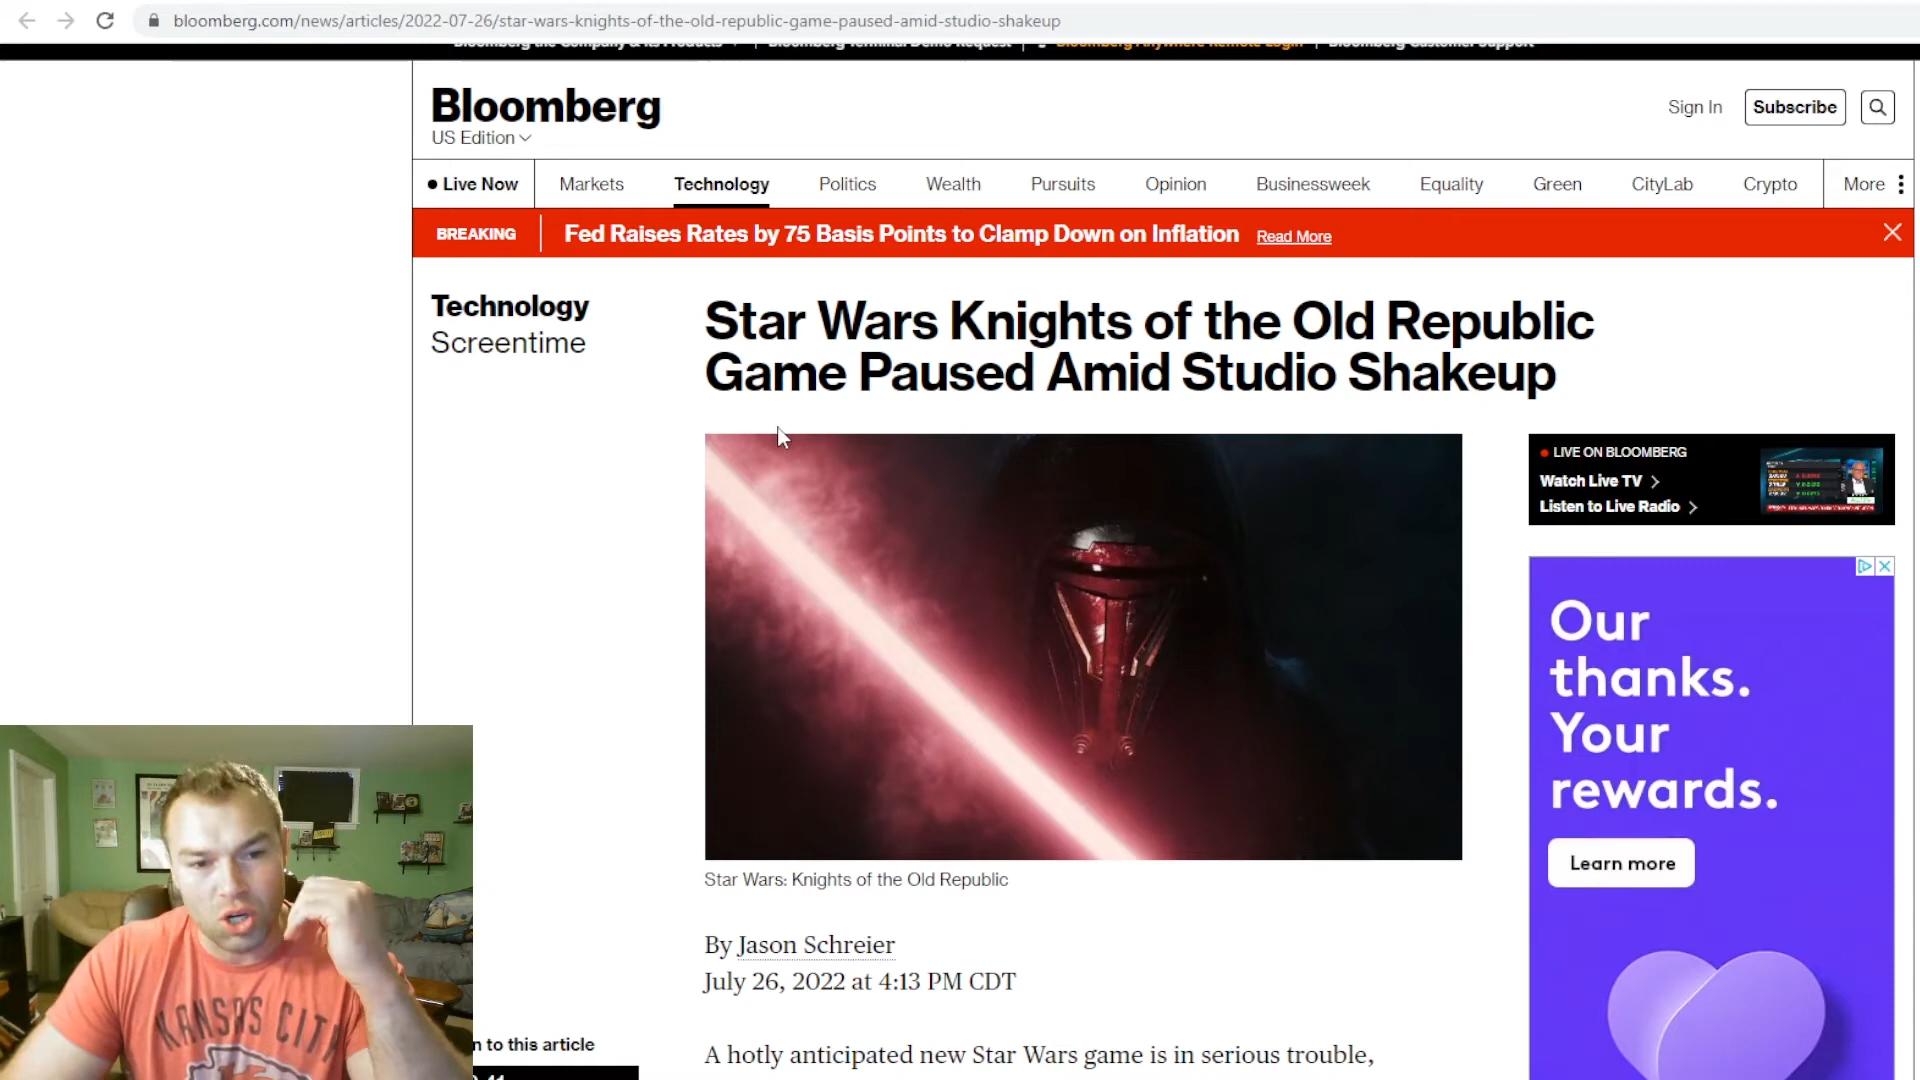 bloomberg.com/news/articles/2022-07-26/star-wars-knights-of-the-old-republic-game-paused-amid-studio-shakeup
Bloomberg the Company & Its Products
Bloomberg Terminal Demo Request
Bloomberg Anywhere Remote Login
Bloomberg Customer Support
Bloomberg
US Edition
Sign In
Subscribe
Live Now
Markets
Technology
Politics
Wealth
Pursuits
Opinion
Businessweek
Equality
Green
CityLab
Crypto
More
BREAKING
Fed Raises Rates by 75 Basis Points to Clamp Down on Inflation Read More
Technology
Screentime
Star Wars Knights of the Old Republic
Game Paused Amid Studio Shakeup
LIVE ON BLOOMBERG
Watch Live TV
Listen to Live Radio
Our
thanks.
Your
rewards.
Learn more
Star Wars: Knights of the Old Republic
By Jason Schreier
July 26, 2022 at 4:13 PM CDT
KANSAS CITY
n to this article
A hotly anticipated new Star Wars game is in serious trouble,